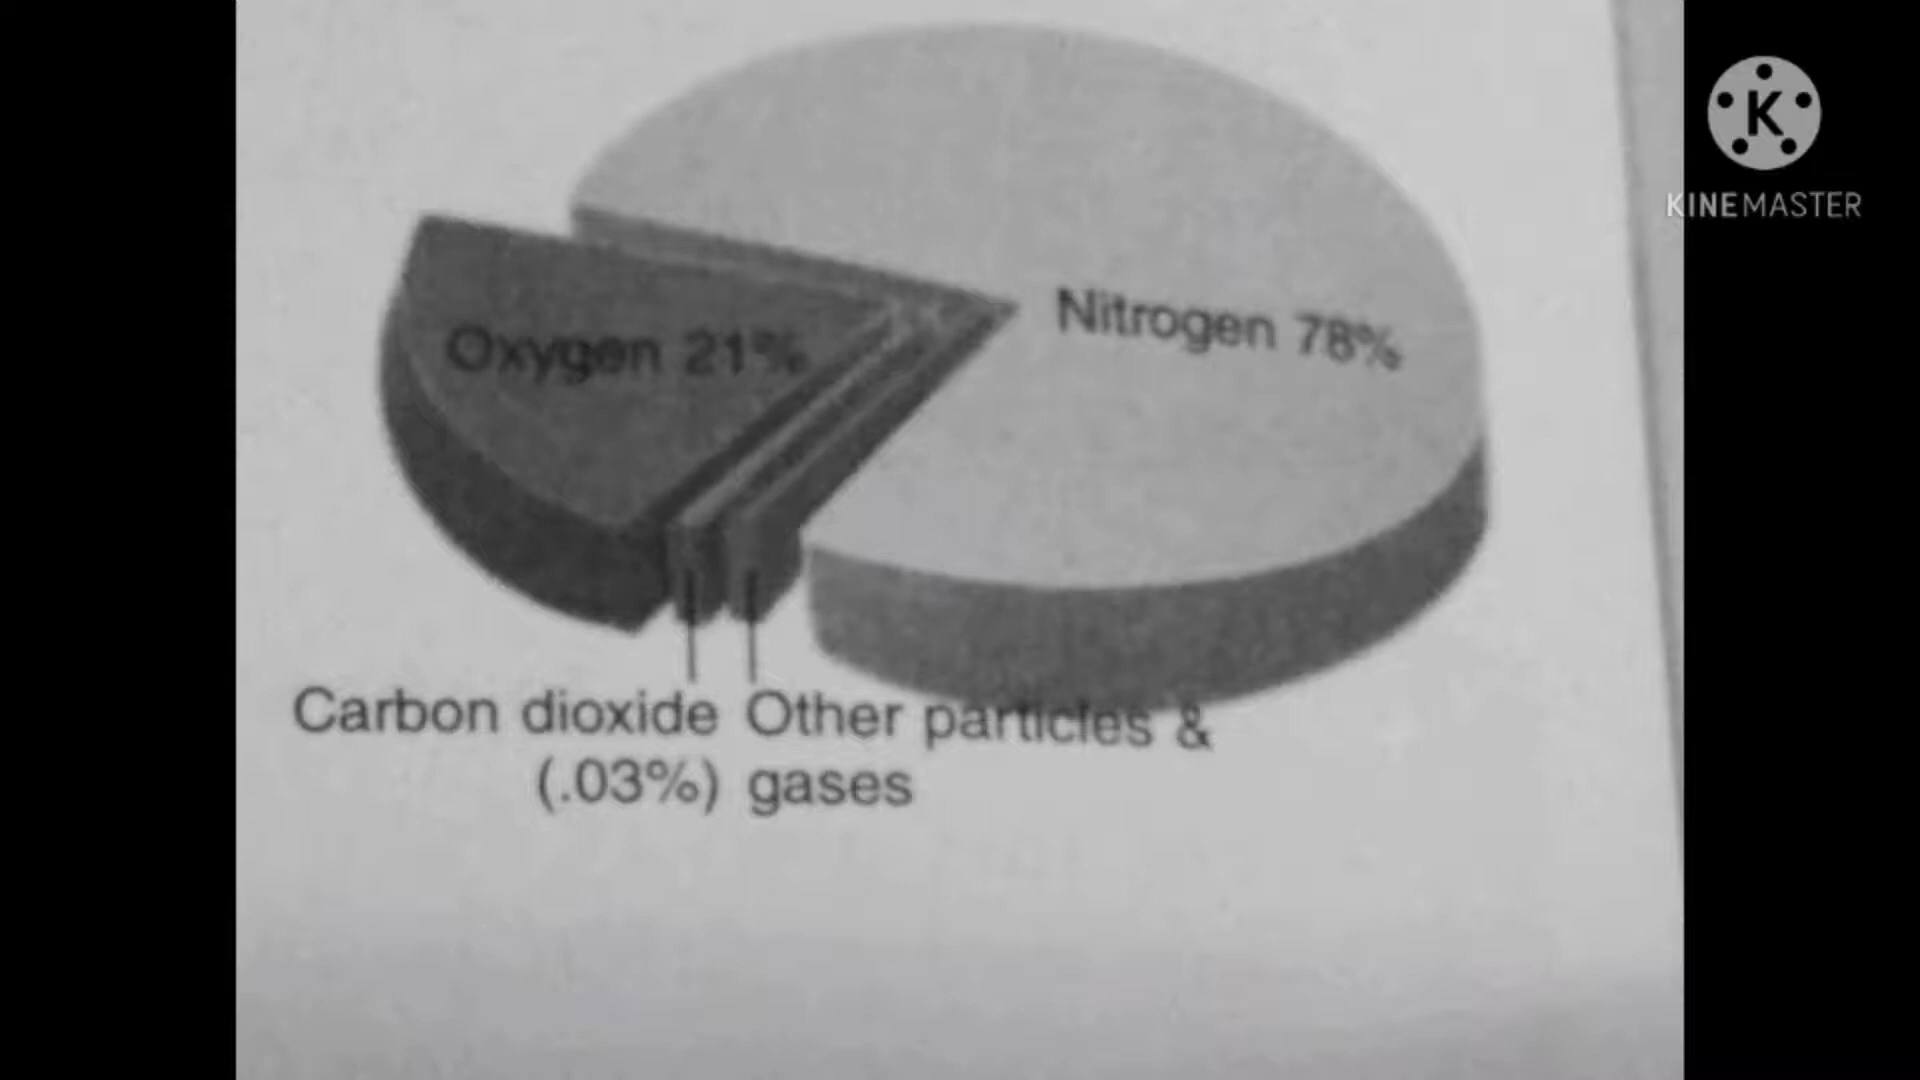 Nitrogen 78%
Oxygen 21%
Carbon dioxide
(.03%)
Other particles &
gases
K
KINEMASTER